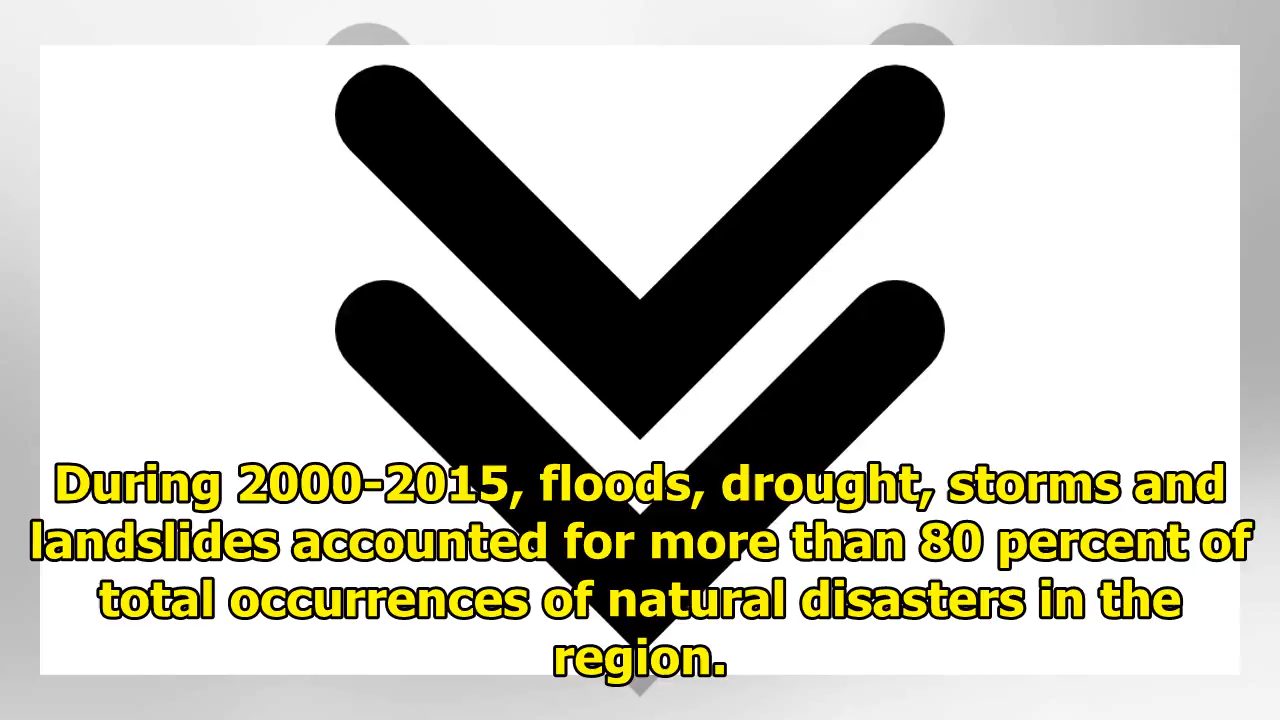 During 2000-2015, floods, drought, storms and
landslides accounted for more than 80 percent of
total occurrences of natural disasters in the
region.